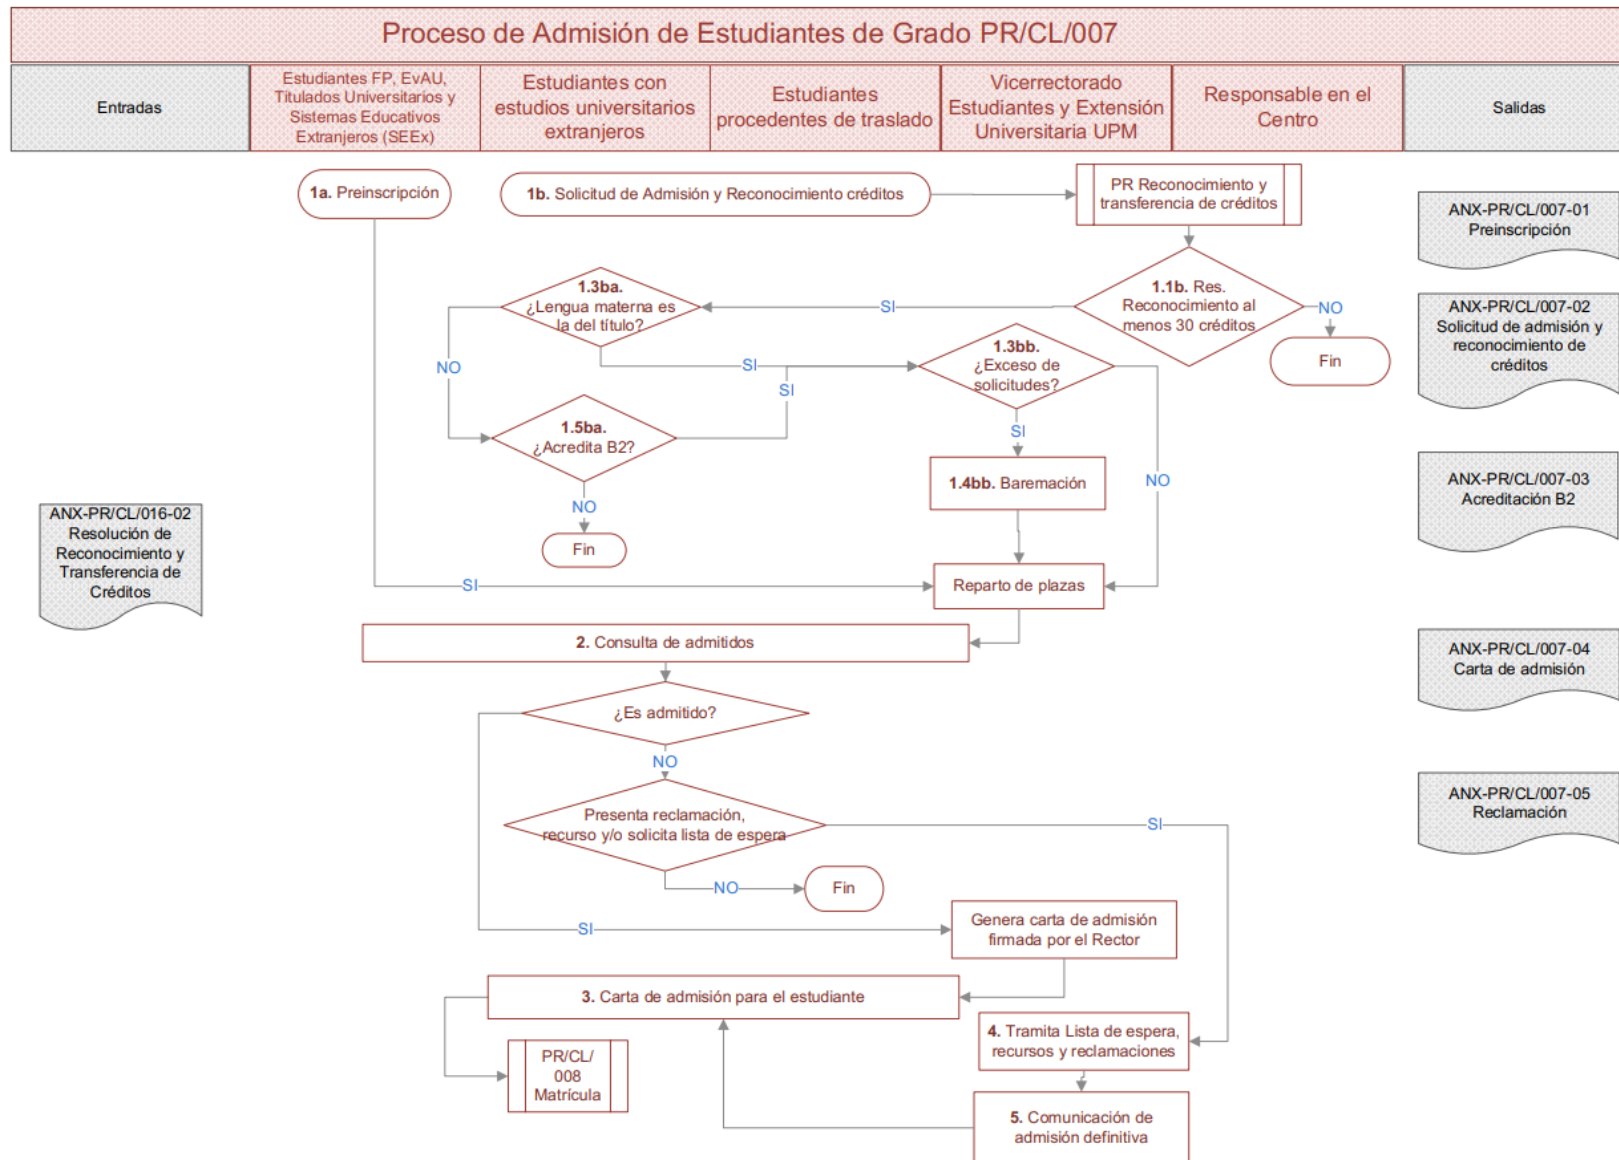 Proceso de Admisión de Estudiantes de Grado PR/CL/007
Entradas
Estudiantes FP, EvAU,
Titulados Universitarios y
Sistemas Educativos
Extranjeros (SEEx)
Estudiantes con
estudios universitarios
extranjeros
Estudiantes
procedentes de traslado
Vicerrectorado
Estudiantes y Extensión
Universitaria UPM
Responsable en el
Centro
Salidas
1a. Preinscripción
1b. Solicitud de Admisión y Reconocimiento créditos
PR Reconocimiento y
transferencia de créditos
ANX-PR/CL/007-01
Preinscripción
1.3ba.
¿Lengua materna es
la del título?
SI
1.1b. Res.
Reconocimiento al
menos 30 créditos
NO
Fin
ANX-PR/CL/007-02
Solicitud de admisión y
reconocimiento de
créditos
NO
SI
SI
1.3bb.
¿Exceso de
solicitudes?
1.5ba.
¿Acredita B2?
SI
NO
1.4bb. Baremación
NO
Fin
ANX-PR/CL/007-03
Acreditación B2
ANX-PR/CL/016-02
Resolución de
Reconocimiento y
Transferencia de
Créditos
SI
Reparto de plazas
2. Consulta de admitidos
ANX-PR/CL/007-04
Carta de admisión
¿Es admitido?
NO
Presenta reclamación,
recurso y/o solicita lista de espera
SI
ANX-PR/CL/007-05
Reclamación
NO
Fin
SI
Genera carta de admisión
firmada por el Rector
3. Carta de admisión para el estudiante
4. Tramita Lista de espera,
recursos y reclamaciones
PR/CL/
008
Matrícula
5. Comunicación de
admisión definitiva